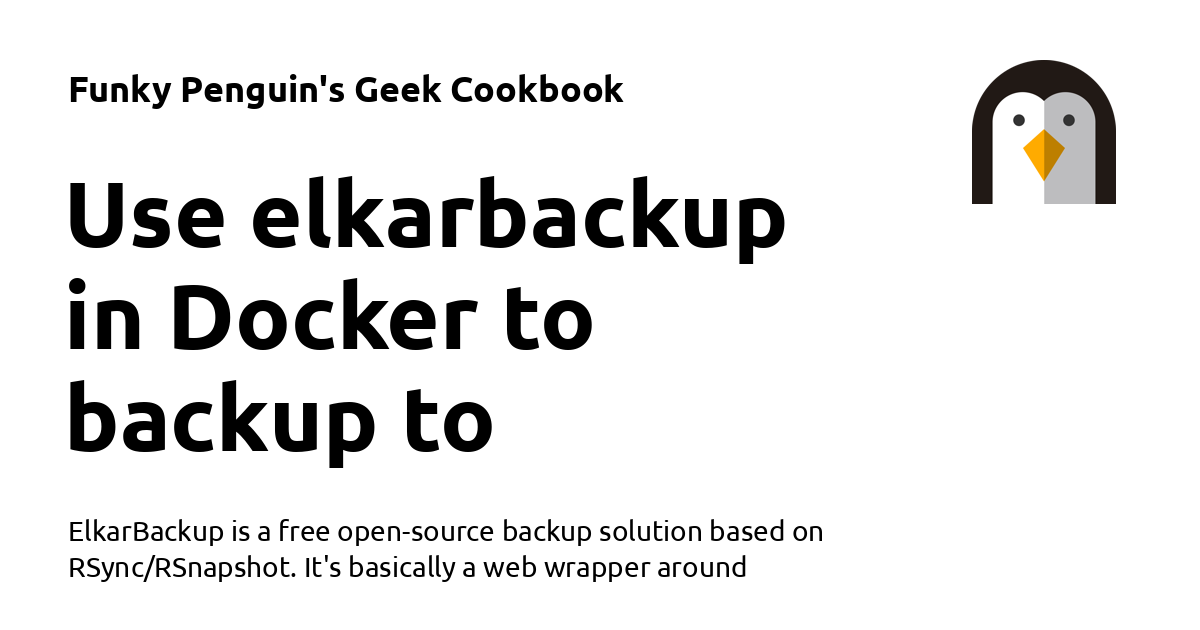 Funky Penguin's Geek Cookbook
Use elkarbackup
in Docker to
backup to
ElkarBackup is a free open-source backup solution based on
RSync/RSnapshot. It's basically a web wrapper around